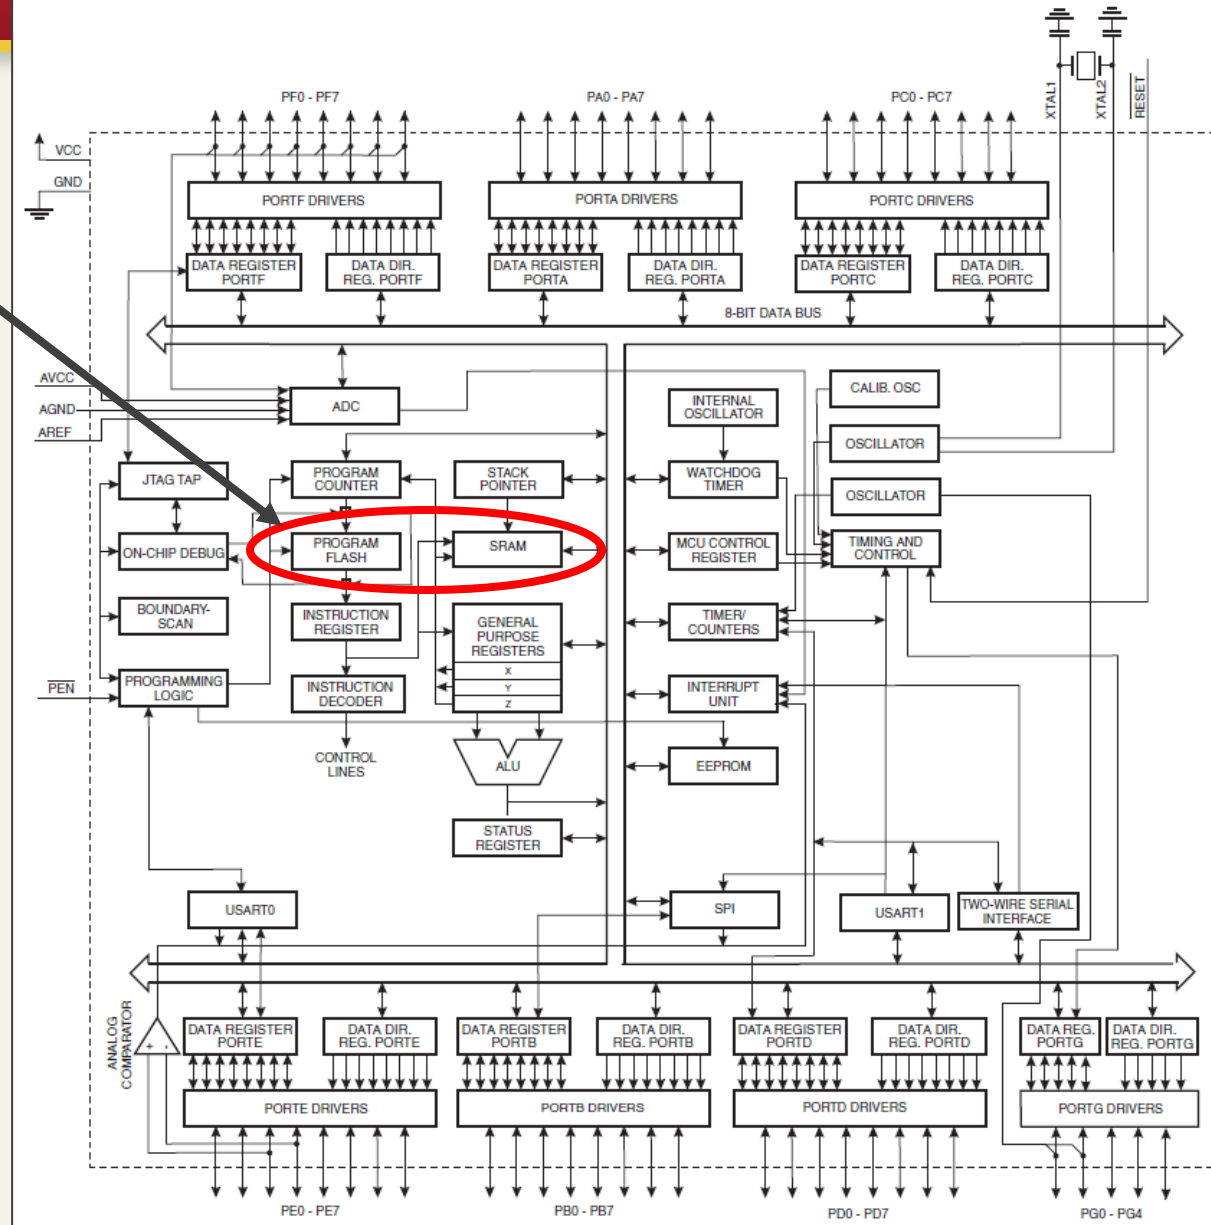 XTAL1
XTAL2
RESET
PF0 - PF7
PA0 - PA7
PC0 - PC7
VCC
GND
PORTF DRIVERS
PORTA DRIVERS
PORTC DRIVERS
DATA REGISTER
PORTF
DATA DIR.
REG. PORTF
DATA REGISTER
PORTA
DATA DIR.
REG. PORTA
DATA REGISTER
PORTC
DATA DIR.
REG. PORTC
8-BIT DATA BUS
AVCC
AGND
AREF
ADC
INTERNAL
OSCILLATOR
CALIB. OSC
OSCILLATOR
JTAG TAP
PROGRAM
COUNTER
STACK
POINTER
WATCHDOG
TIMER
OSCILLATOR
ON-CHIP DEBUG
PROGRAM
FLASH
SRAM
MCU CONTROL
REGISTER
TIMING AND
CONTROL
BOUNDARY-
SCAN
INSTRUCTION
REGISTER
GENERAL
PURPOSE
REGISTERS
X
Y
Z
TIMER/
COUNTERS
PEN
PROGRAMMING
LOGIC
INSTRUCTION
DECODER
INTERRUPT
UNIT
CONTROL
LINES
ALU
EEPROM
STATUS
REGISTER
USART0
SPI
USART1
TWO-WIRE SERIAL
INTERFACE
ANALOG
COMPARATOR
+ -
DATA REGISTER
PORTE
DATA DIR.
REG. PORTE
DATA REGISTER
PORTB
DATA DIR.
REG. PORTB
DATA REGISTER
PORTD
DATA DIR.
REG. PORTD
DATA REG.
PORTG
DATA DIR.
REG. PORTG
PORTE DRIVERS
PORTB DRIVERS
PORTD DRIVERS
PORTG DRIVERS
PE0 - PE7
PB0 - PB7
PD0 - PD7
PG0 - PG4